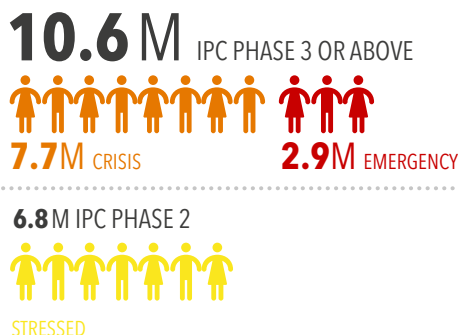 10.6 M IPC PHASE 3 OR ABOVE
7.7M CRISIS 2.9M EMERGENCY
6.8 M IPC PHASE 2
STRESSED